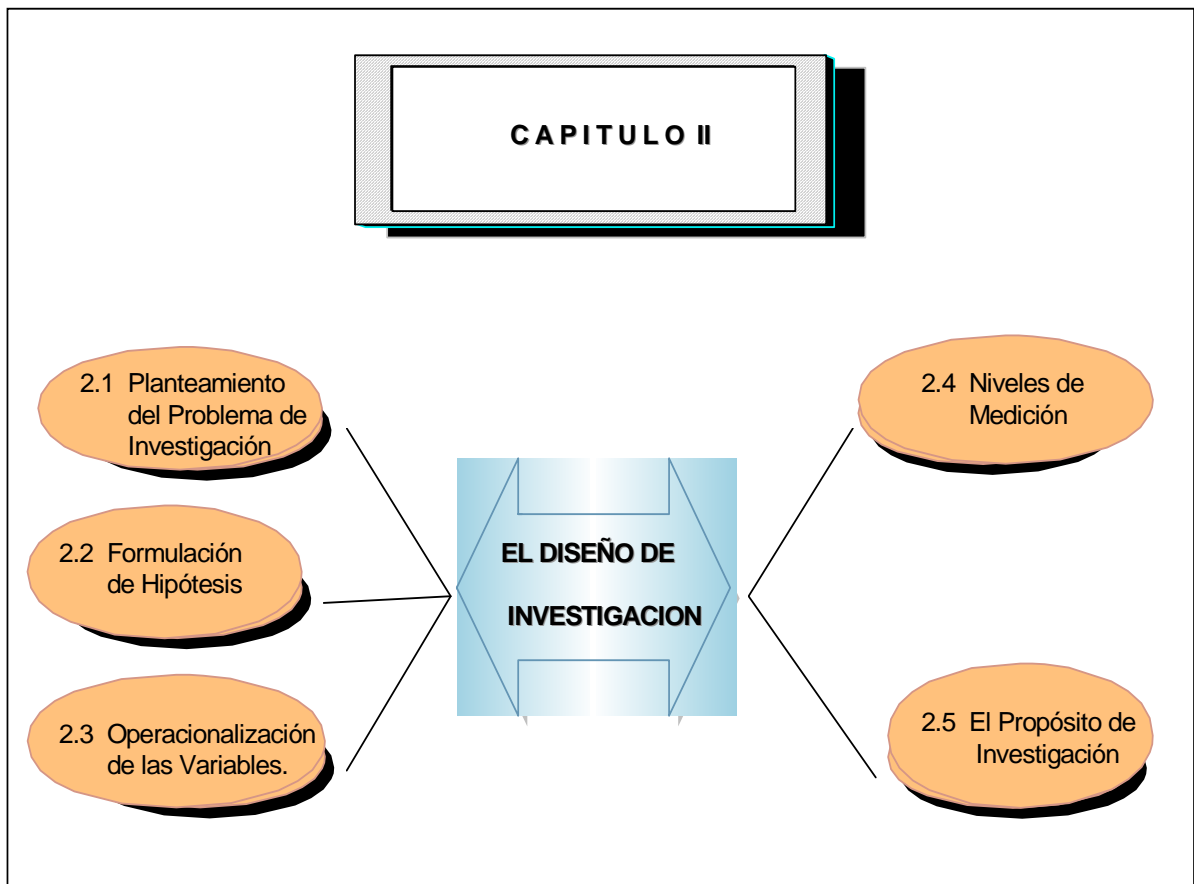 CAPITULO II
2.1 Planteamiento
del Problema de
Investigación
2.2 Formulación
de Hipótesis
2.3 Operacionalización
de las Variables.
EL DISEÑO DE
INVESTIGACION
2.4 Niveles de
Medición
2.5 El Propósito de
Investigación